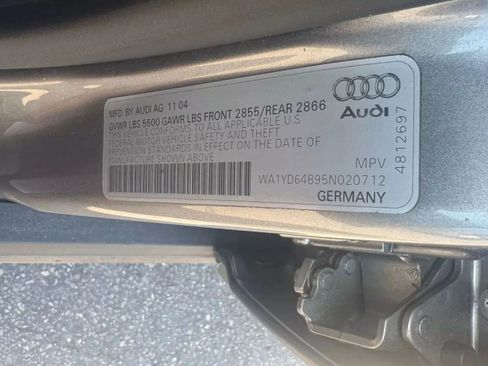 MFD BY AUDI AG 11 04
GVWR LBS 5500 GAWR LBS FRONT 2855/REAR 2866
THIS VEHICLE CONFORMS TO ALL APPLICABLE U S
FEDERAL MOTOR VEHICLE SAFETY AND THEFT
PREVENTION STANDARDS IN EFFECT ON THE DATE OF
MANUFACTURE SHOWN ABOVE
Audi
MPV
WA1YD64B95N020712
GERMANY
4812697